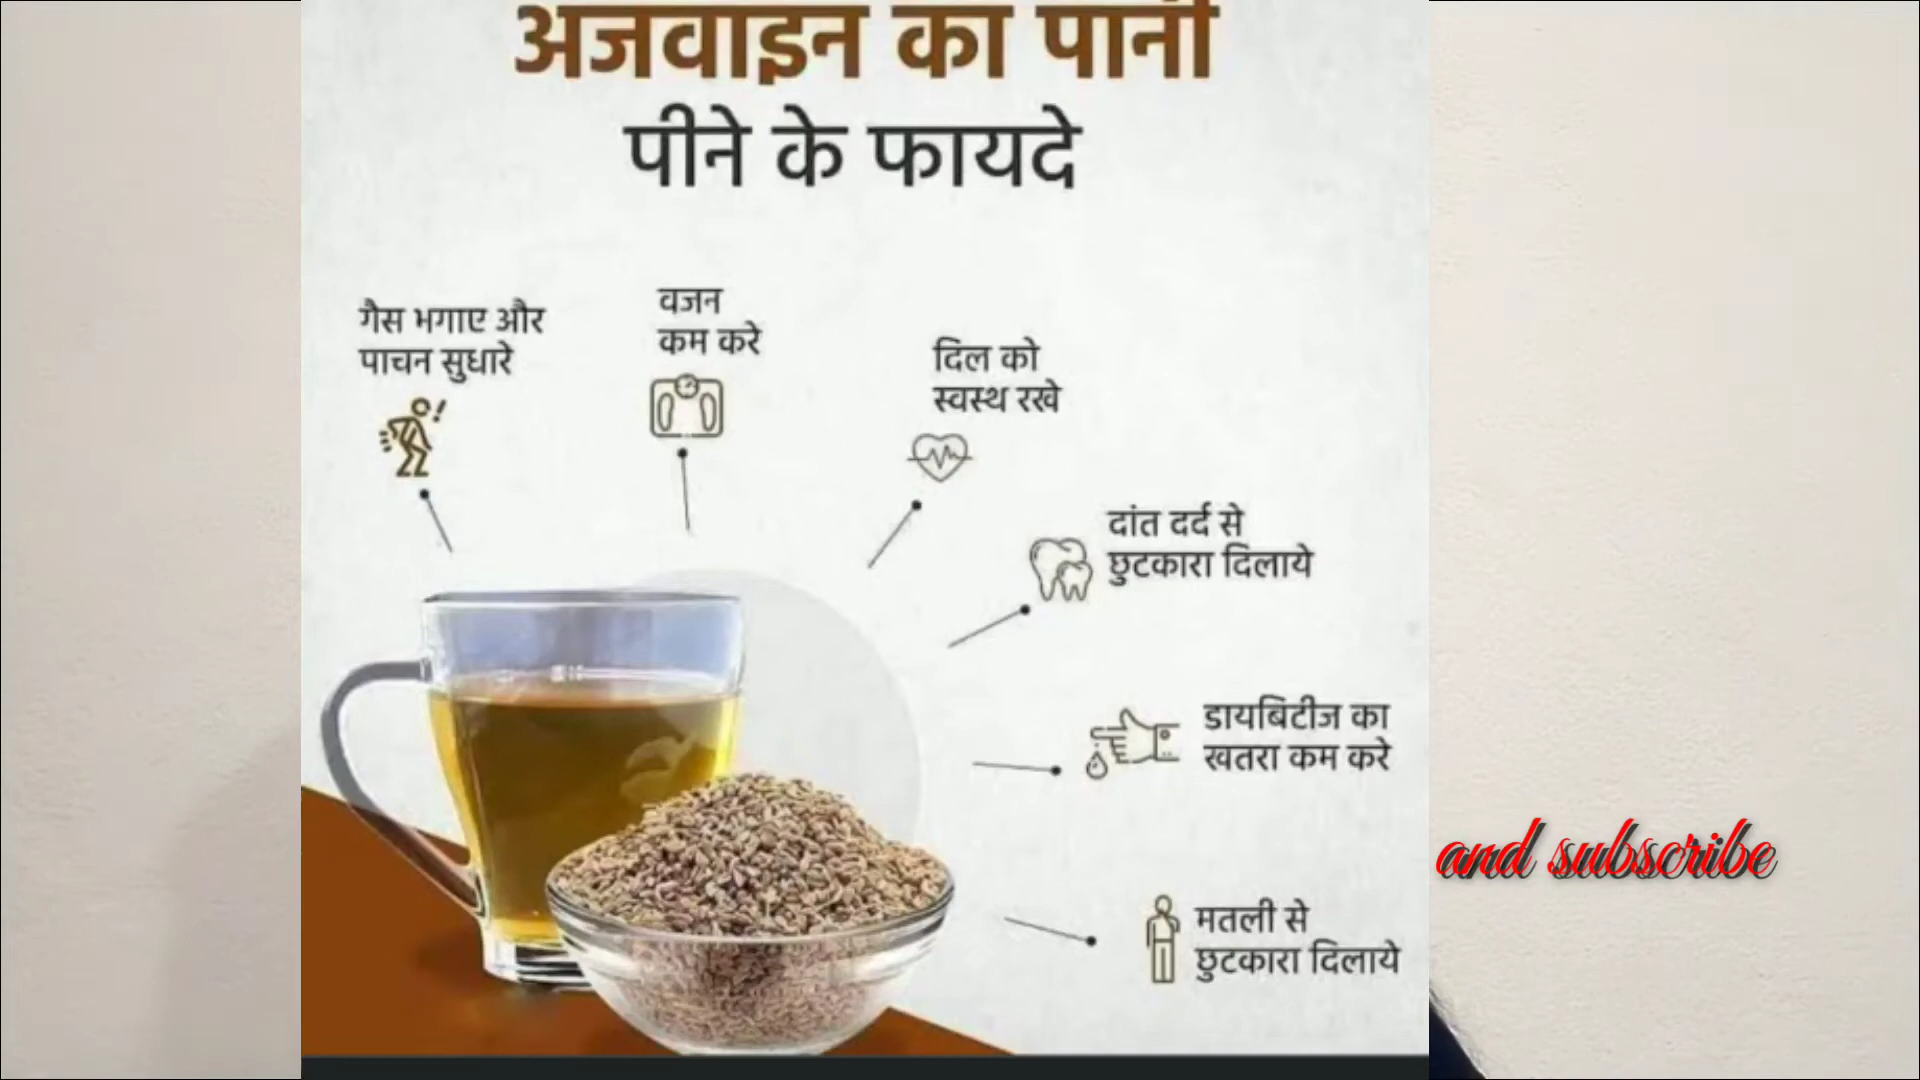 अजवाइन का पानी
पीने के फायदे
गैस भगाए और
पाचन सुधारे
वजन
कम करे
दिल को
स्वस्थ रखे
दांत दर्द से
छुटकारा दिलाये
डायबिटीज का
खतरा कम करे
मतली से
छुटकारा दिलाये
and subscribe